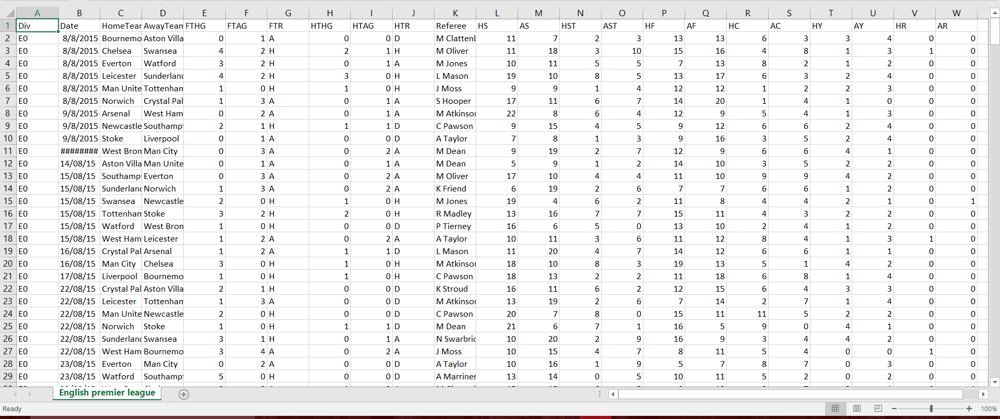 A B C D E F G H I J K L M N O P Q R S T U V W
1 Div Date HomeTean AwayTean FTHG FTAG FTR HTHG HTAG HTR Referee HS AS HST AST HF AF HC AC HY AY HR AR
2 E0 8/8/2015 Bournemo Aston Villa 0 1 A 0 0 D M Clattenb 11 7 2 3 13 13 6 3 3 4 0 0
3 E0 8/8/2015 Chelsea Swansea 4 2 H 2 1 H M Oliver 11 18 3 10 15 16 4 8 1 3 1 0
4 E0 8/8/2015 Everton Watford 3 2 H 0 1 A M Jones 10 11 5 5 7 13 8 2 1 2 0 0
5 E0 8/8/2015 Leicester Sunderland 4 2 H 3 0 H L Mason 19 10 8 5 13 17 6 3 2 4 0 0
6 E0 8/8/2015 Man Unite Tottenham 1 0 H 1 0 H J Moss 9 9 1 4 12 12 1 2 2 3 0 0
7 E0 8/8/2015 Norwich Crystal Pal 1 3 A 0 1 A S Hooper 17 11 6 7 14 20 1 4 1 0 0 0
8 E0 9/8/2015 Arsenal West Ham 0 2 A 0 1 A M Atkinson 22 8 6 4 12 9 5 4 1 3 0 0
9 E0 9/8/2015 Newcastle Southampt 2 1 H 1 1 D C Pawson 9 15 4 5 9 12 6 6 2 4 0 0
10 E0 9/8/2015 Stoke Liverpool 0 1 A 0 0 D A Taylor 7 8 1 3 9 16 3 5 2 4 0 0
11 E0 ######## West Bron Man City 0 3 A 0 2 A M Dean 9 19 2 7 12 9 6 6 4 1 0 0
12 E0 14/08/15 Aston Villa Man Unite 0 1 A 0 1 A M Dean 5 9 1 2 14 10 3 5 2 2 0 0
13 E0 15/08/15 Southampt Everton 0 3 A 0 2 A M Oliver 17 10 4 4 11 10 9 9 4 2 0 0
14 E0 15/08/15 Sunderland Norwich 1 3 A 0 2 A K Friend 6 19 2 6 7 7 6 6 1 2 0 0
15 E0 15/08/15 Swansea Newcastle 2 0 H 1 0 H M Jones 19 4 6 2 11 8 4 4 2 1 0 1
16 E0 15/08/15 Tottenham Stoke 3 2 H 2 0 H R Madley 13 16 7 7 15 11 4 3 2 2 0 0
17 E0 15/08/15 Watford West Bron 1 0 H 0 0 D P Tierney 16 6 5 0 13 10 2 4 1 2 0 0
18 E0 15/08/15 West Ham Leicester 1 2 A 0 2 A A Taylor 10 11 3 6 11 12 8 4 1 3 1 0
19 E0 16/08/15 Crystal Pal Arsenal 1 2 A 1 1 D L Mason 11 20 4 7 14 12 6 6 1 1 0 0
20 E0 16/08/15 Man City Chelsea 3 0 H 1 0 H M Atkinson 18 10 8 3 19 13 5 1 4 2 0 0
21 E0 17/08/15 Liverpool Bournemo 1 0 H 1 0 H C Pawson 18 13 2 2 11 18 6 8 1 4 0 0
22 E0 22/08/15 Crystal Pal Aston Villa 2 1 H 0 0 D K Stroud 16 11 6 2 12 15 6 4 3 3 0 0
23 E0 22/08/15 Leicester Tottenham 1 3 A 0 0 D M Atkinson 13 19 2 6 7 14 2 7 1 4 0 0
24 E0 22/08/15 Man Unite Newcastle 2 0 H 0 0 D C Pawson 20 7 8 0 15 11 11 5 2 2 0 0
25 E0 22/08/15 Norwich Stoke 1 0 H 1 1 D M Dean 21 6 7 1 16 5 9 0 4 1 0 0
26 E0 22/08/15 Sunderland Swansea 3 1 H 0 1 A N Swarbric 10 20 2 9 16 9 3 4 4 2 0 0
27 E0 22/08/15 West Ham Bournemo 3 4 A 0 2 A J Moss 10 15 4 7 8 11 5 4 0 0 1 0
28 E0 23/08/15 Everton Man City 0 2 A 0 0 D A Taylor 10 16 1 9 5 7 8 7 0 3 0 0
29 E0 23/08/15 Watford Southampt 5 0 H 0 0 D A Marriner 13 14 0 5 10 11 5 2 0 2 0 0
English premier league
Ready 100%